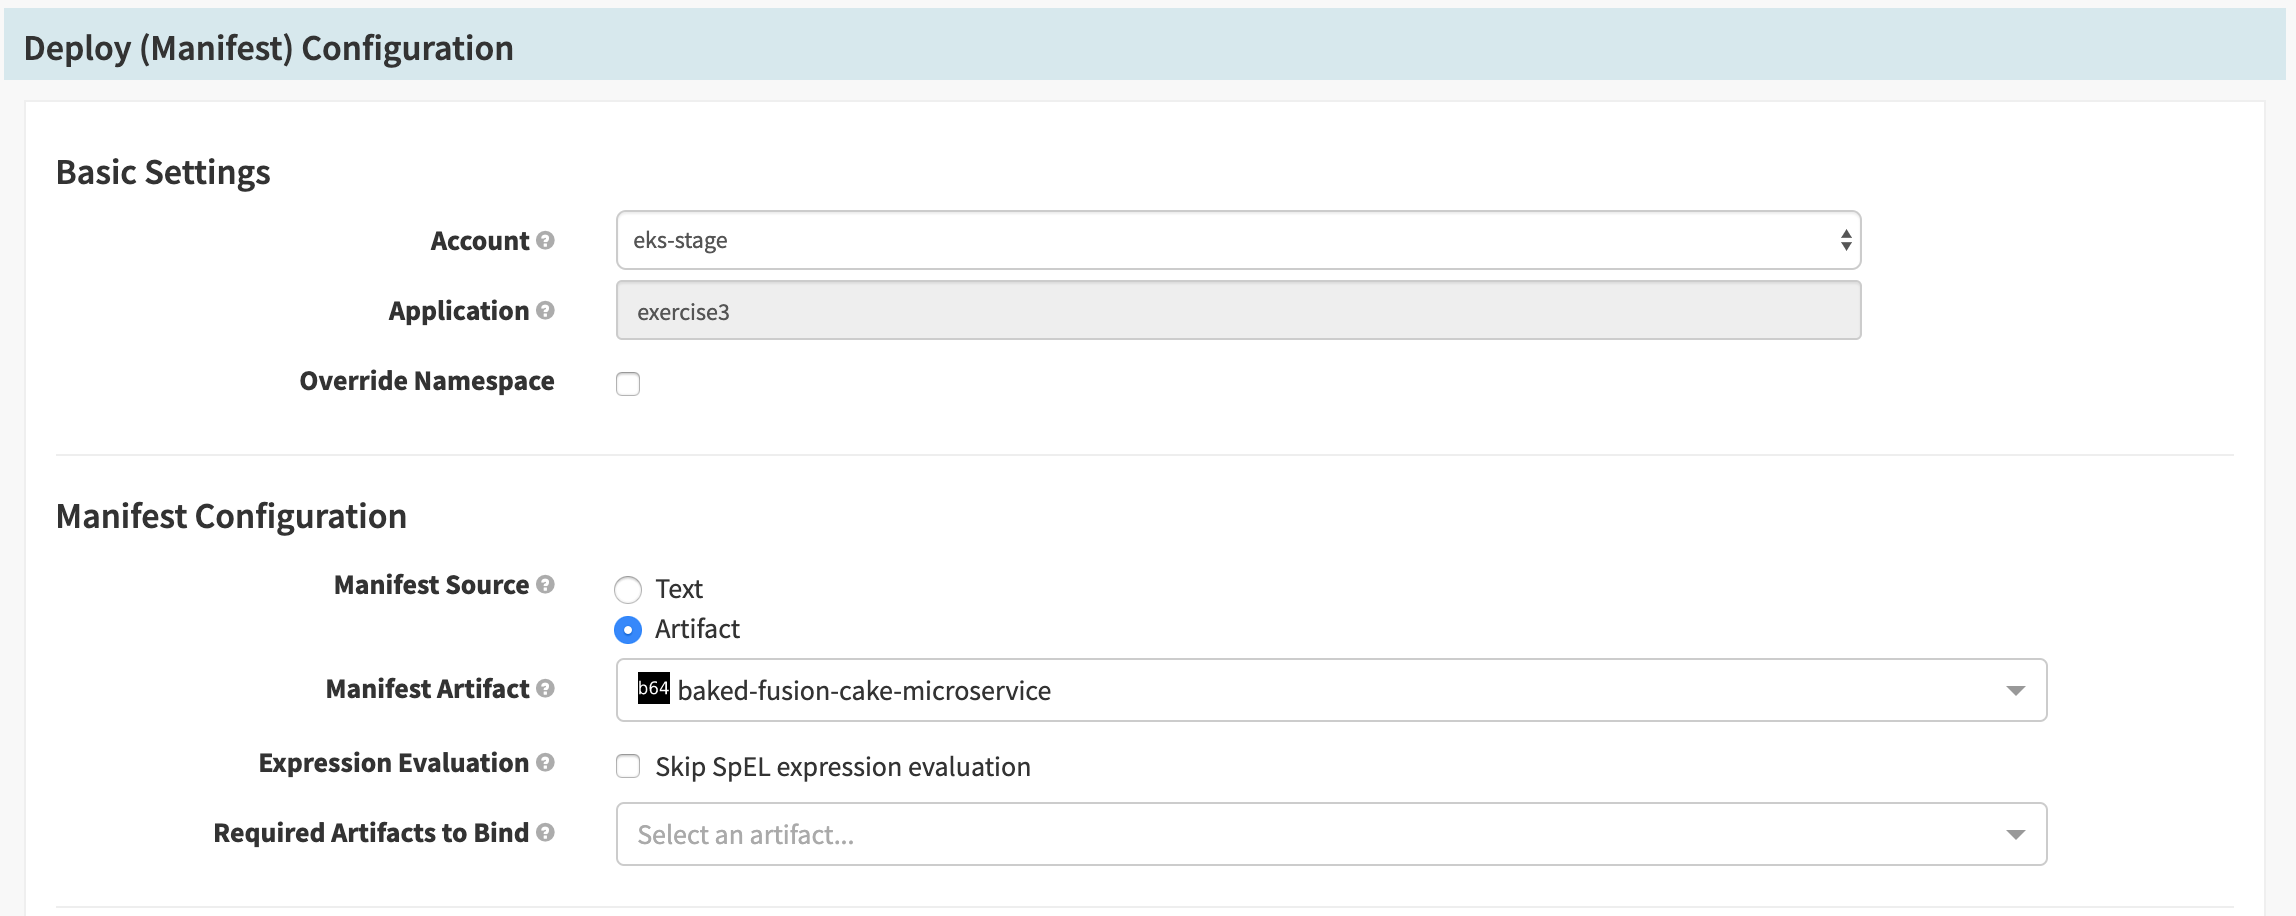 Deploy (Manifest) Configuration
Basic Settings
Account
eks-stage
Application
exercise3
Override Namespace
Manifest Configuration
Manifest Source
Text
Artifact
Manifest Artifact
b64 baked-fusion-cake-microservice
Expression Evaluation
Skip SpEL expression evaluation
Required Artifacts to Bind
Select an artifact...